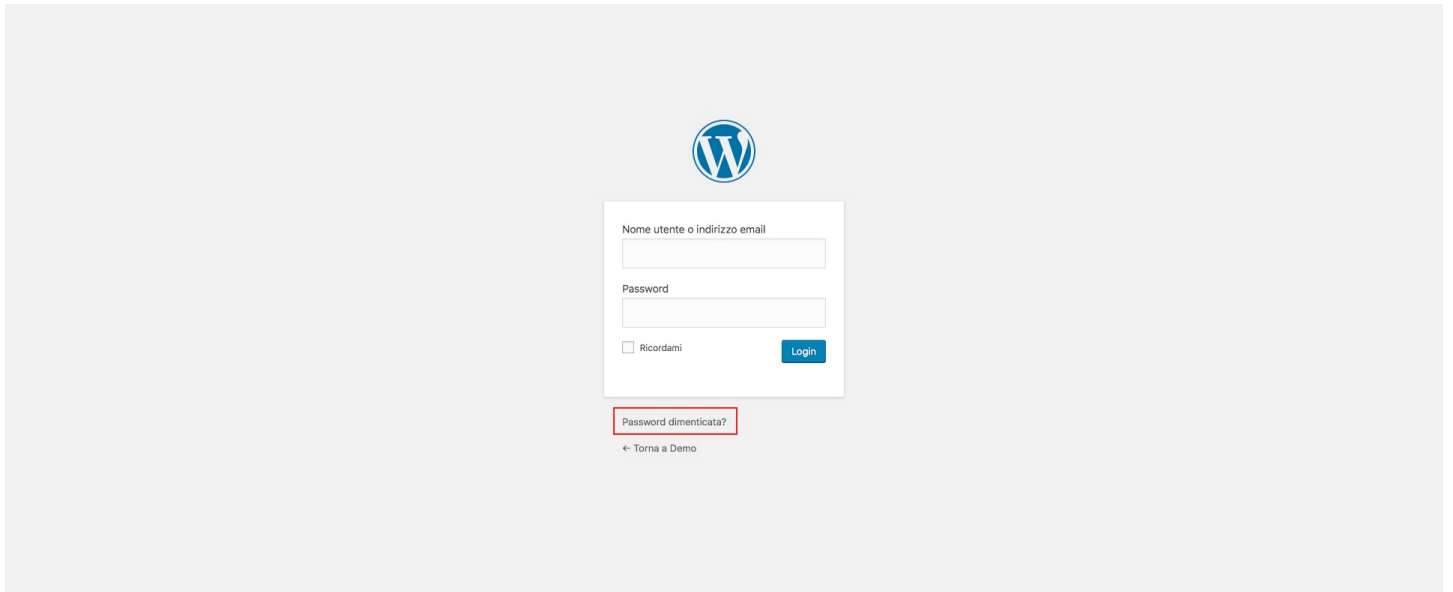 Nome utente o indirizzo email
Password
Ricordami
Login
Password dimenticata?
← Torna a Demo